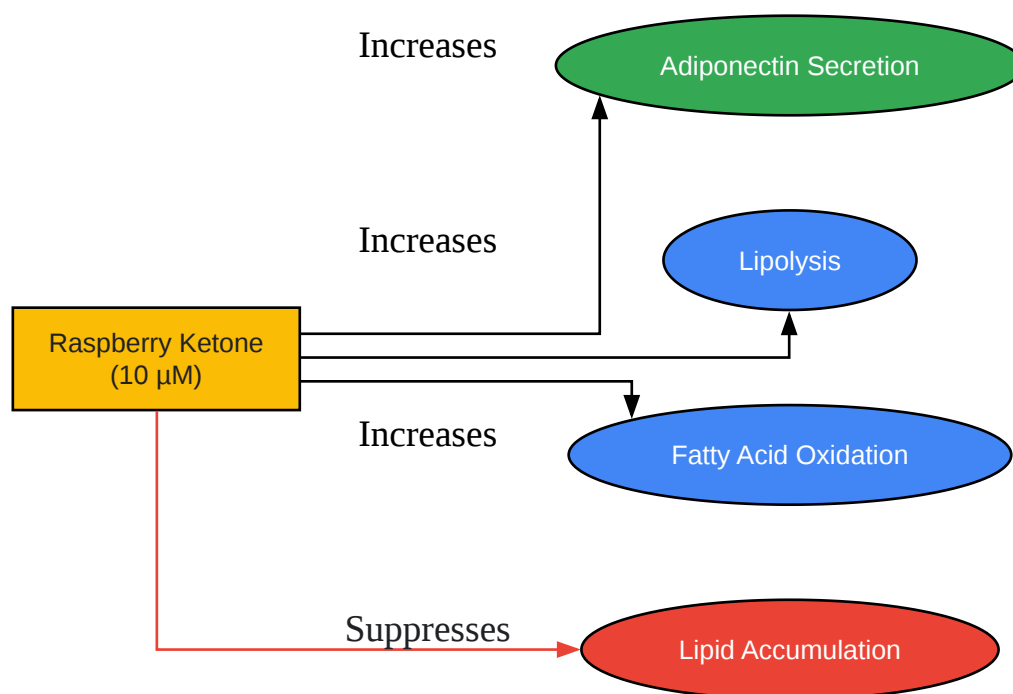 Increases
Adiponectin Secretion
Increases
Lipolysis
Raspberry Ketone
(10 µM)
Increases
Fatty Acid Oxidation
Suppresses
Lipid Accumulation